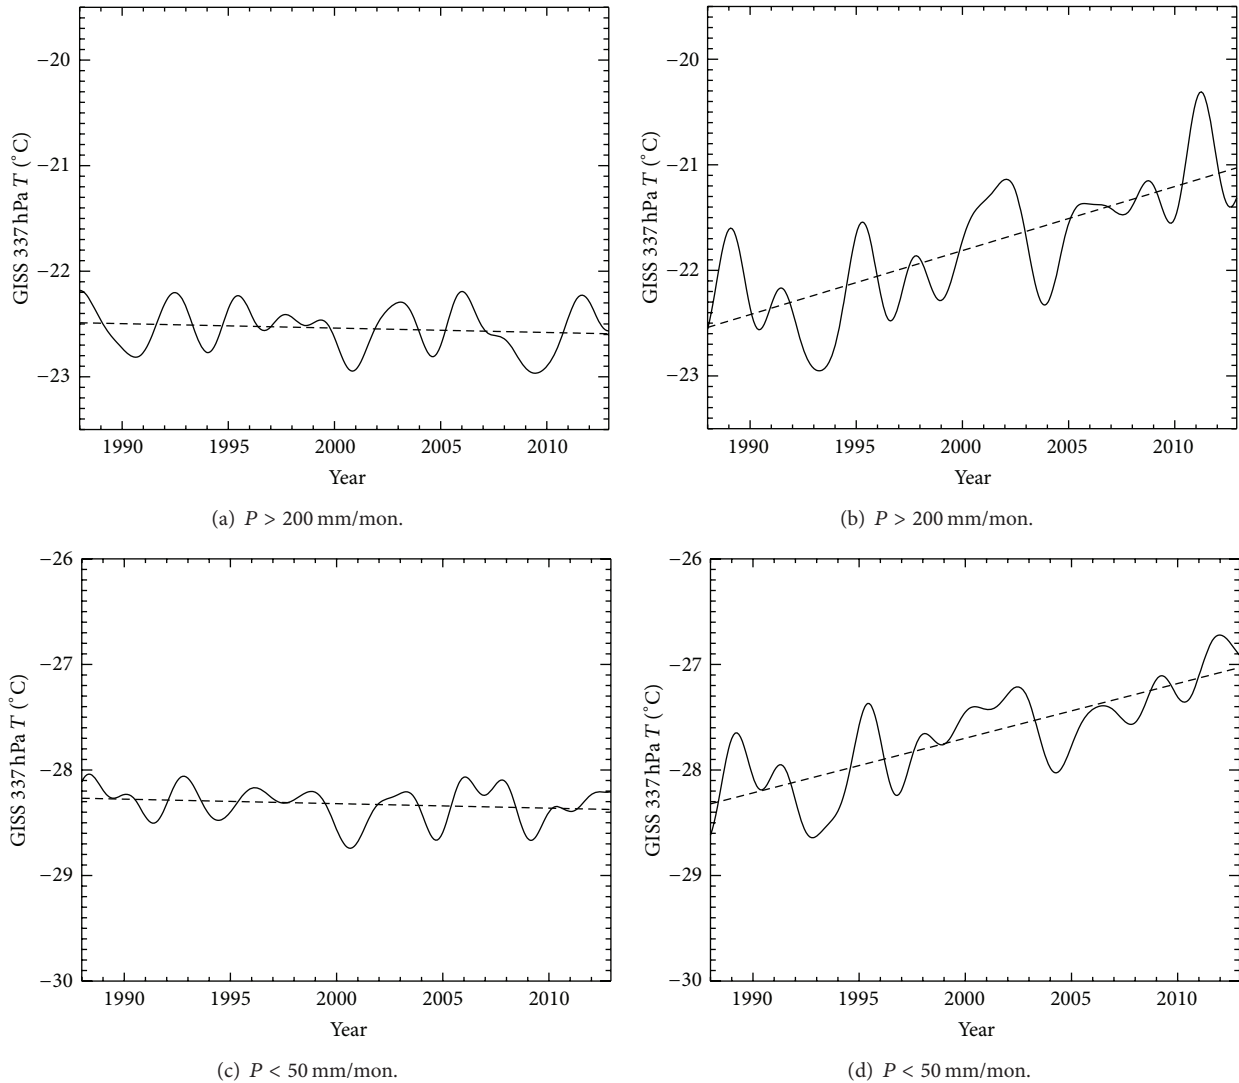 −20
−21
−22
−23
GISS 337 hPa T (°C)
1990 1995 2000 2005 2010
Year
(a) P > 200 mm/mon.
−20
−21
−22
−23
GISS 337 hPa T (°C)
1990 1995 2000 2005 2010
Year
(b) P > 200 mm/mon.
−26
−27
−28
−29
−30
GISS 337 hPa T (°C)
1990 1995 2000 2005 2010
Year
(c) P < 50 mm/mon.
−26
−27
−28
−29
−30
GISS 337 hPa T (°C)
1990 1995 2000 2005 2010
Year
(d) P < 50 mm/mon.